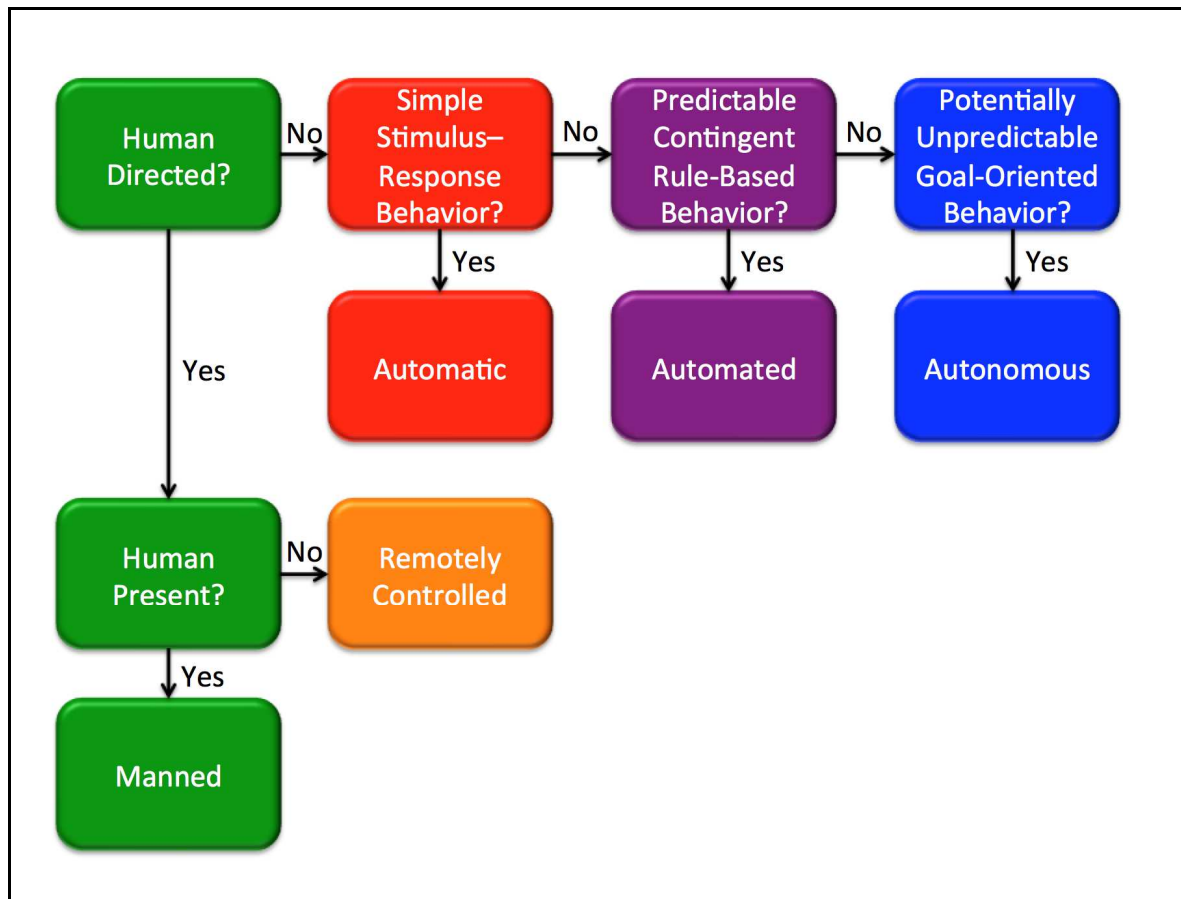 Human
Directed?
No
Simple
Stimulus–
Response
Behavior?
No
Predictable
Contingent
Rule-Based
Behavior?
No
Potentially
Unpredictable
Goal-Oriented
Behavior?
Yes
Yes
Yes
Yes
Automatic
Automated
Autonomous
Human
Present?
No
Remotely
Controlled
Yes
Manned